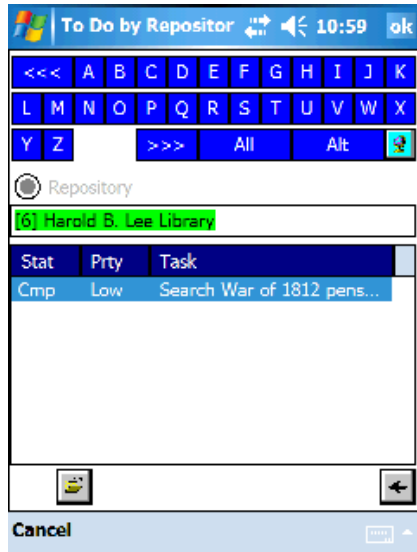 To Do by Repositor 10:59 ok
<<< A B C D E F G H I J K
L M N O P Q R S T U V W X
Y Z >>> All Alt
Repository
[6] Harold B. Lee Library
Stat Prty Task
Cmp Low Search War of 1812 pens...
Cancel